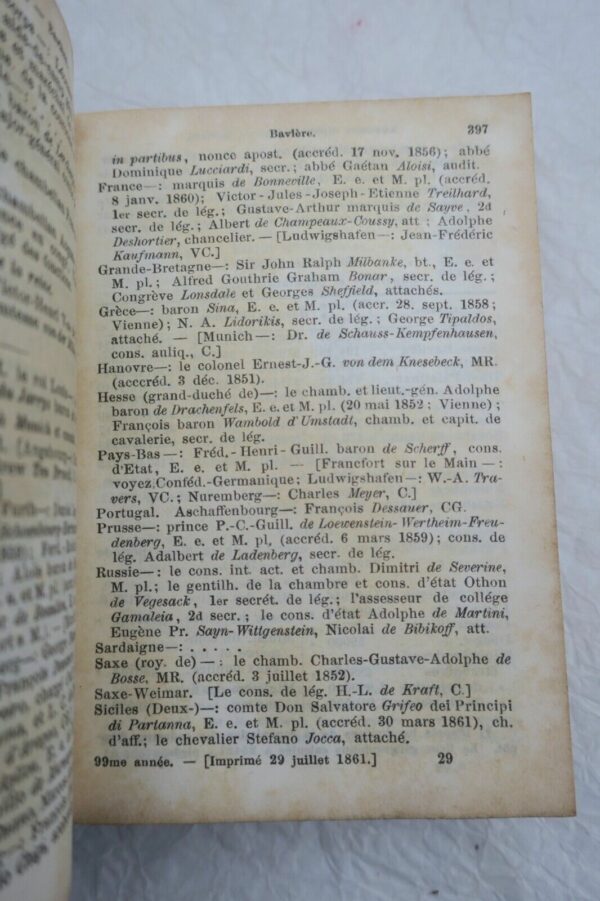 Bavière. 397
in partibus, nonce apost. (accréd. 17 nov. 1856); abbé
Dominique Lucciardi, secr.; abbé Gaétan Aloisi, audit.
France—: marquis de Bonneville, E. e. et M. pl. (accréd.
8 janv. 1860); Victor-Jules-Joseph-Etienne Treilhard,
1er secr. de lég.; Gustave-Arthur marquis de Sayve, 2d
secr. de lég.; Albert de Champeaux-Coussy, att ; Adolphe
Deshortier, chancelier. — [Ludwigshafen—: Jean-Frédéric
Kaufmann, VC.]
Grande-Bretagne—: Sir John Ralph Milbanke, bt., E. e. et
M. pl.; Alfred Gouthrie Graham Bonar, secr. de lég.;
Congrève Lonsdale et Georges Sheffield, attachés.
Grèce—: baron Sina, E. e. et M. pl. (accr. 28. sept. 1858;
Vienne); N. A. Lidorikis, secr. de lég.; George Tipaldos,
attaché. — [Munich—: Dr. de Schauss-Kempfenhausen,
cons. auliq., C.]
Hanovre—: le colonel Ernest-J.-G. von dem Knesebeck, MR.
(acccréd. 3 déc. 1851).
Hesse (grand-duché de)—: le chamb. et lieut.-gén. Adolphe
baron de Drachenfels, E. e. et M. pl. (20 mai 1852; Vienne);
François baron Wambold d'Umstadt, chamb. et capit. de
cavalerie, secr. de lég.
Pays-Bas—: Fréd.-Henri-Guill. baron de Scherff, cons.
d'Etat, E. e. et M. pl. — [Francfort sur le Main—:
voyez Conféd.-Germanique; Ludwigshafen—: W.-A. Tra-
vers, VC.; Nuremberg—: Charles Meyer, C.]
Portugal. Aschaffenbourg—: François Dessauer, CG.
Prusse—: prince P.-C.-Guill. de Loewenstein-Wertheim-Freu-
denberg, E. e. et M. pl, (accréd. 6 mars 1859); cons. de
lég. Adalbert de Ladenberg, secr. de lég.
Russie—: le cons. int. act. et chamb. Dimitri de Severine,
M. pl.; le gentilh. de la chambre et cons. d'état Othon
de Vegesack, 1er secrét. de lég.; l'assesseur de collége
Gamaleia, 2d secr.; le cons. d'état Adolphe de Martini,
Eugène Pr. Sayn-Wittgenstein, Nicolai de Bibikoff, att.
Sardaigne—: . . . . .
Saxe (roy. de)—: le chamb. Charles-Gustave-Adolphe de
Bosse, MR. (accréd. 3 juillet 1852).
Saxe-Weimar. [Le cons. de lég. H.-L. de Kraft, C.]
Siciles (Deux-)—: comte Don Salvatore Grifeo dei Principi
di Partanna, E. e. et M. pl. (accréd. 30 mars 1861), ch.
d'aff.; le chevalier Stefano Jocca, attaché.
99me année. — [Imprimé 29 juillet 1861.] 29